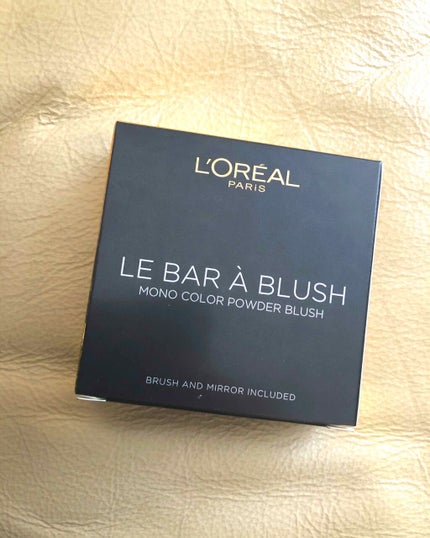 L'ORÉAL
PARIS
LE BAR À BLUSH
MONO COLOR POWDER BLUSH
BRUSH AND MIRROR INCLUDED